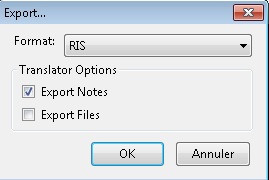 Export...
Format: RIS
Translator Options
Export Notes
Export Files
OK Annuler